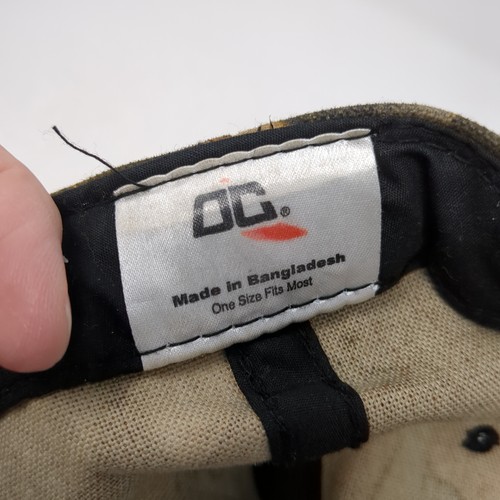 OC®
Made in Bangladesh
One Size Fits Most